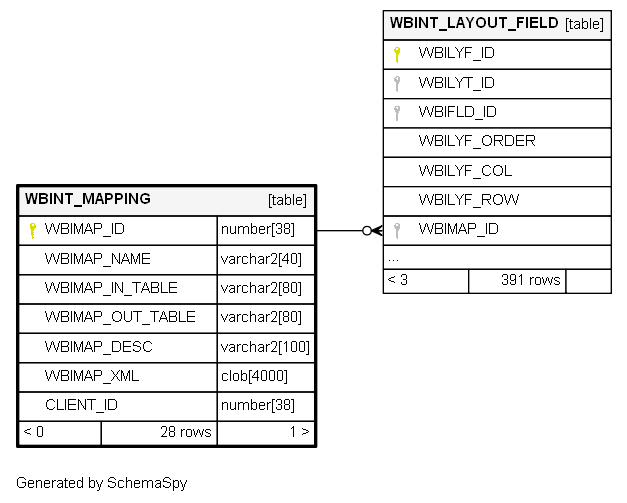 WBINT_LAYOUT_FIELD [table]
WBILYF_ID
WBILYT_ID
WBIFLD_ID
WBILYF_ORDER
WBILYF_COL
WBILYF_ROW
WBIMAP_ID
...
< 3 391 rows
WBINT_MAPPING [table]
WBIMAP_ID number[38]
WBIMAP_NAME varchar2[40]
WBIMAP_IN_TABLE varchar2[80]
WBIMAP_OUT_TABLE varchar2[80]
WBIMAP_DESC varchar2[100]
WBIMAP_XML clob[4000]
CLIENT_ID number[38]
< 0 28 rows 1 >
Generated by SchemaSpy